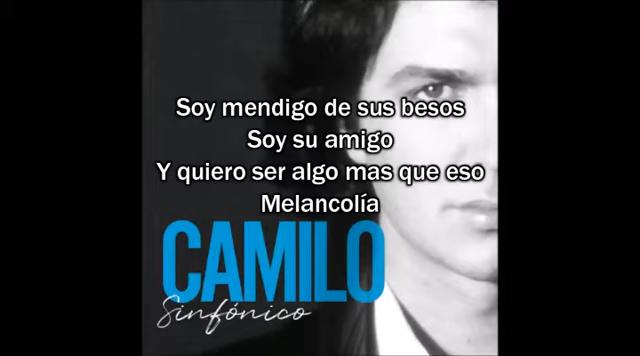 Soy mendigo de sus besos
Soy su amigo
Y quiero ser algo mas que eso
Melancolía
CAMILO
Sinfónico